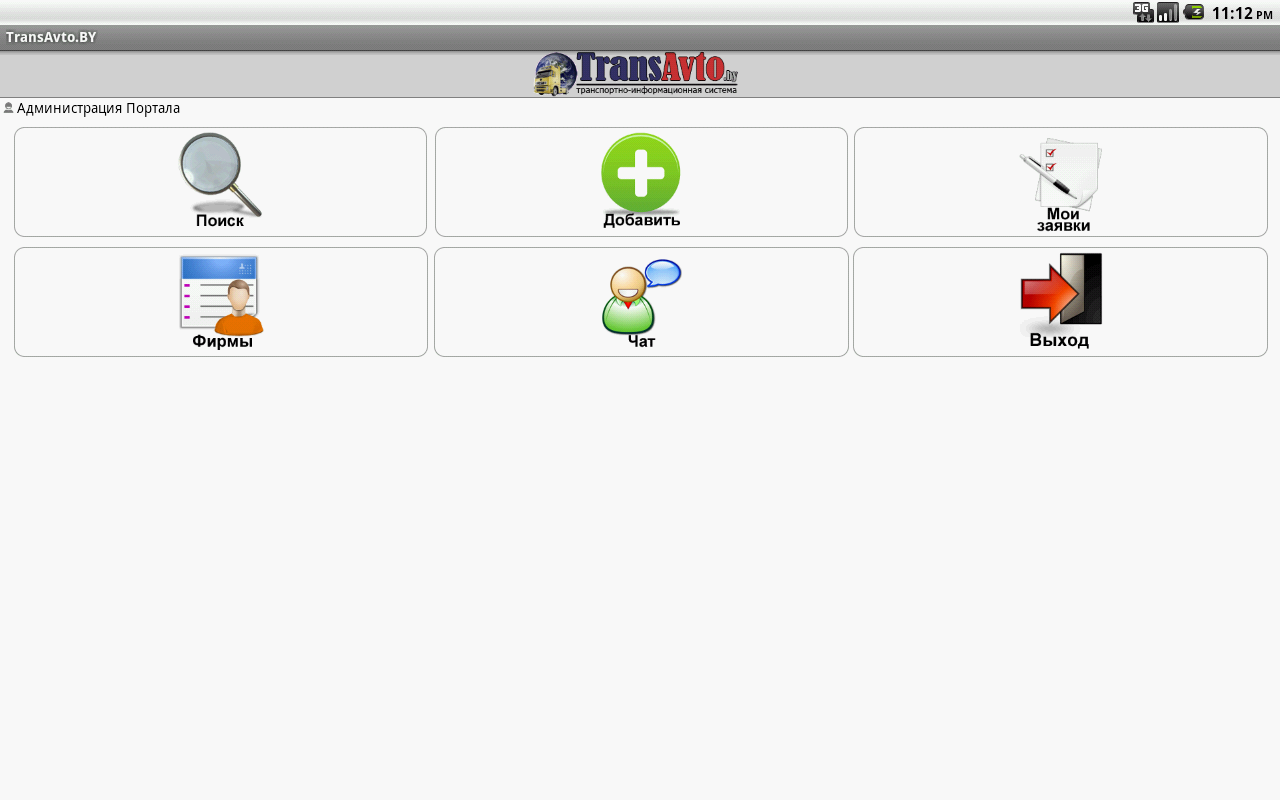 3G
11:12 PM
TransAvto.BY
TransAvto.by
транспортно-информационная система
Администрация Портала
Поиск
Добавить
Мои
заявки
Фирмы
Чат
Выход